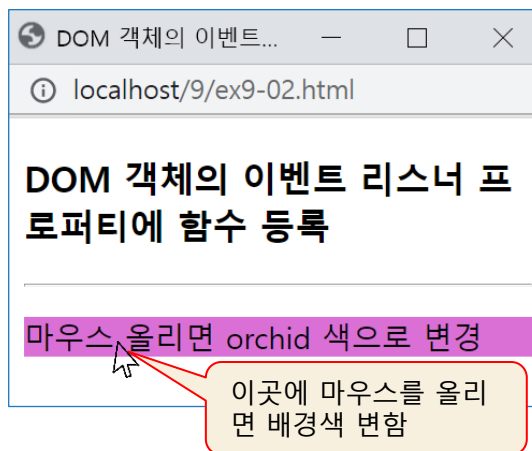 DOM 객체의 이벤트...
localhost/9/ex9-02.html
DOM 객체의 이벤트 리스너 프
로퍼티에 함수 등록
마우스 올리면 orchid 색으로 변경
이곳에 마우스를 올리
면 배경색 변함